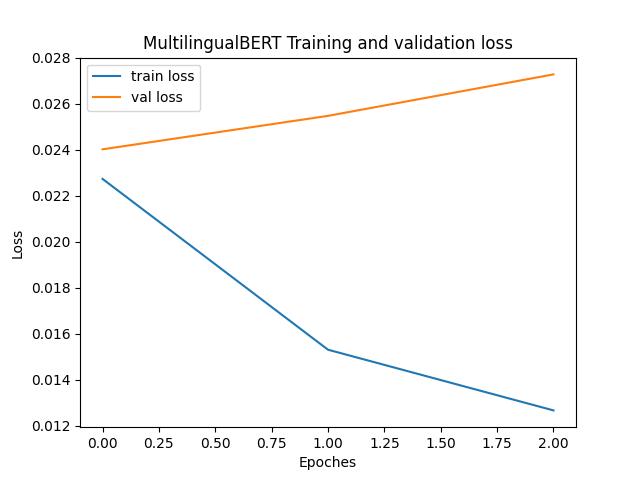 MultilingualBERT Training and validation loss
train loss
val loss
0.028
0.026
0.024
0.022
0.020
0.018
0.016
0.014
0.012
Loss
0.00 0.25 0.50 0.75 1.00 1.25 1.50 1.75 2.00
Epoches